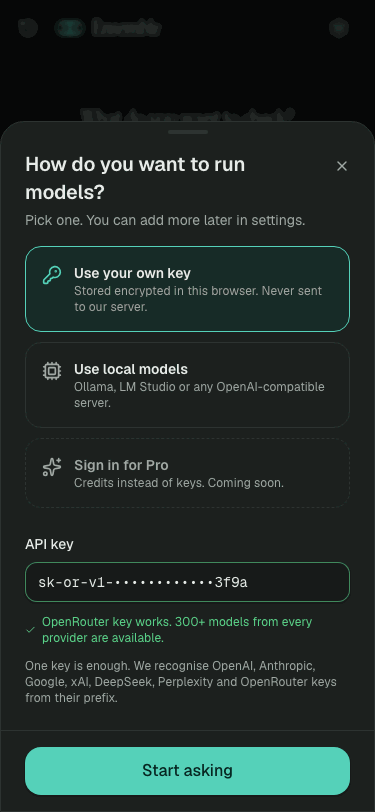 How do you want to run
models?
Pick one. You can add more later in settings.
Use your own key
Stored encrypted in this browser. Never sent
to our server.
Use local models
Ollama, LM Studio or any OpenAI-compatible
server.
Sign in for Pro
Credits instead of keys. Coming soon.
API key
sk-or-v1-••••••••••••3f9a
OpenRouter key works. 300+ models from every
provider are available.
One key is enough. We recognise OpenAI, Anthropic,
Google, xAI, DeepSeek, Perplexity and OpenRouter keys
from their prefix.
Start asking